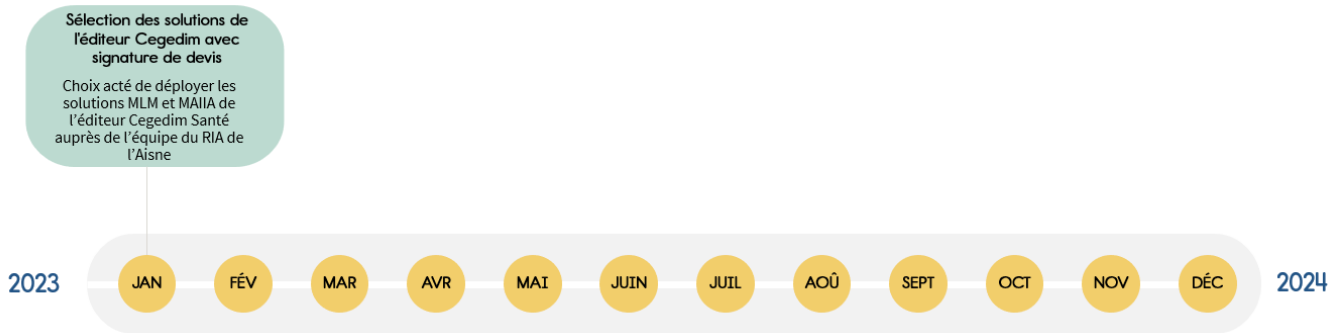 Sélection des solutions de
l'éditeur Cegedim avec
signature de devis
Choix acté de déployer les
solutions MLM et MAIIA de
l'éditeur Cegedim Santé
auprès de l'équipe du RIA de
l'Aisne
2023 JAN FÉV MAR AVR MAI JUIN JUIL AOÛ SEPT OCT NOV DÉC 2024